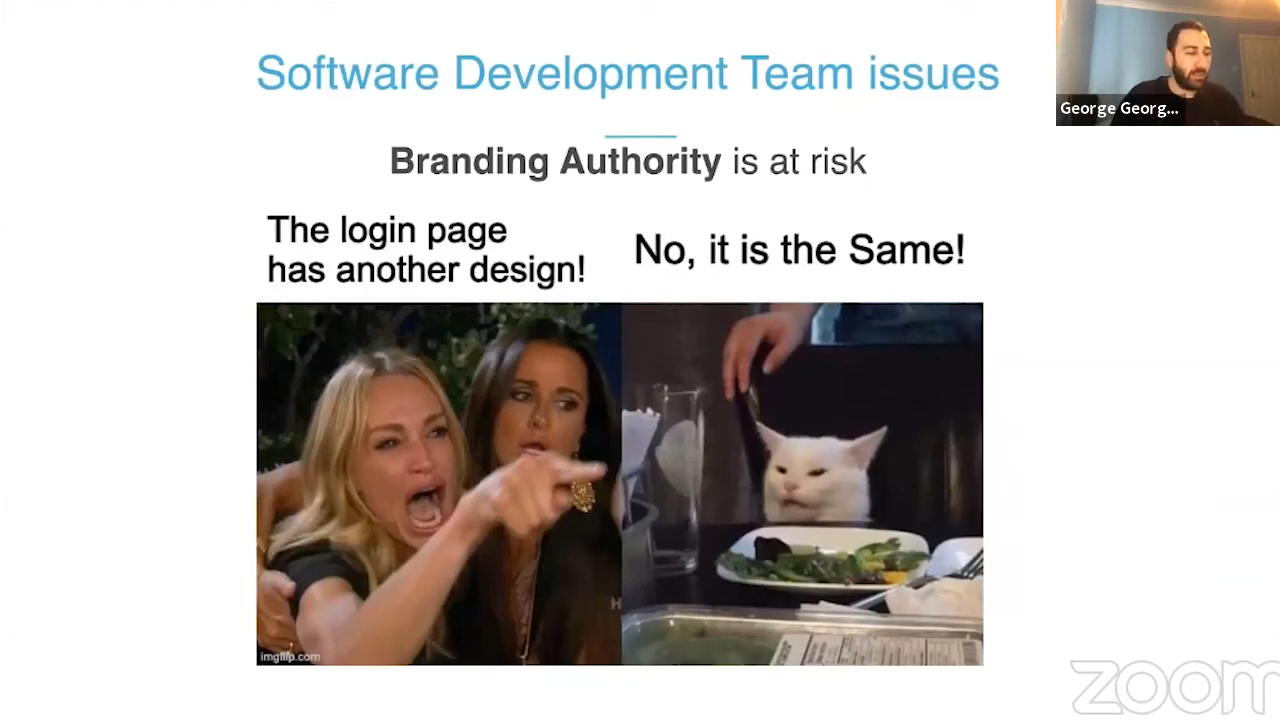 Software Development Team issues
George Georg...
Branding Authority is at risk
The login page
has another design!
No, it is the Same!
imgflip.com
zoom